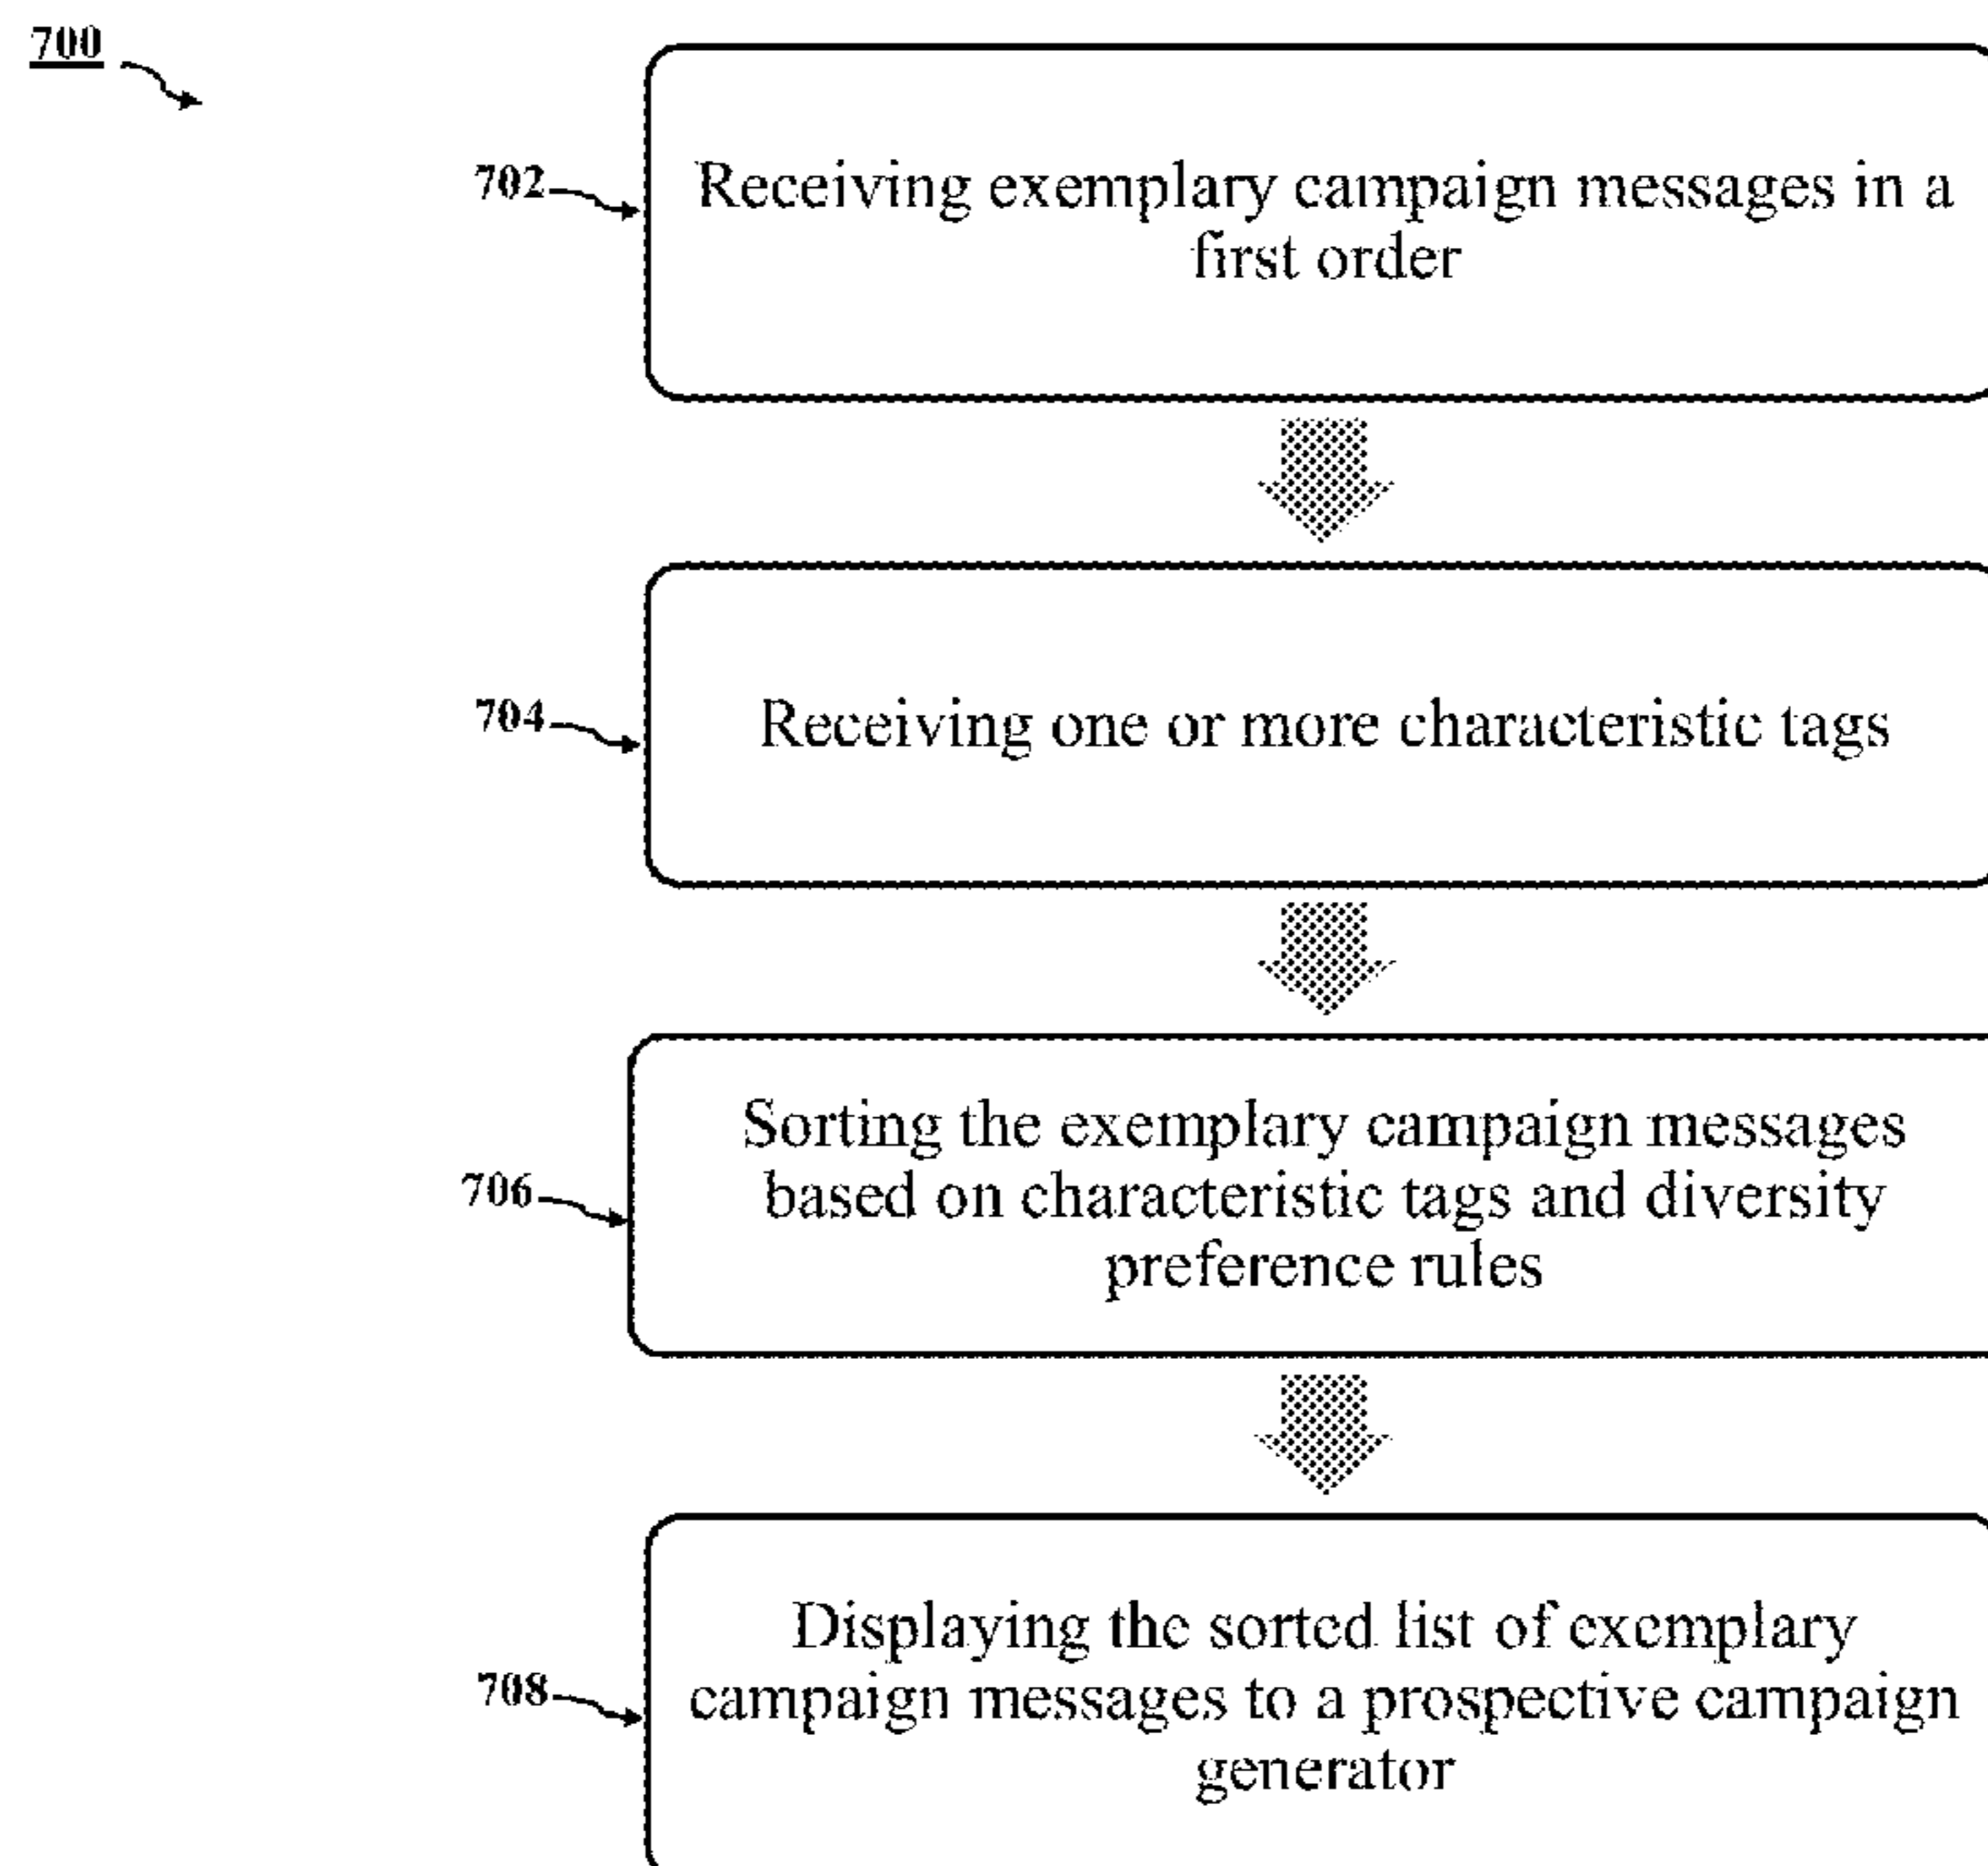 700
702
Receiving exemplary campaign messages in a
first order
704
Receiving one or more characteristic tags
706
Sorting the exemplary campaign messages
based on characteristic tags and diversity
preference rules
708
Displaying the sorted list of exemplary
campaign messages to a prospective campaign
generator